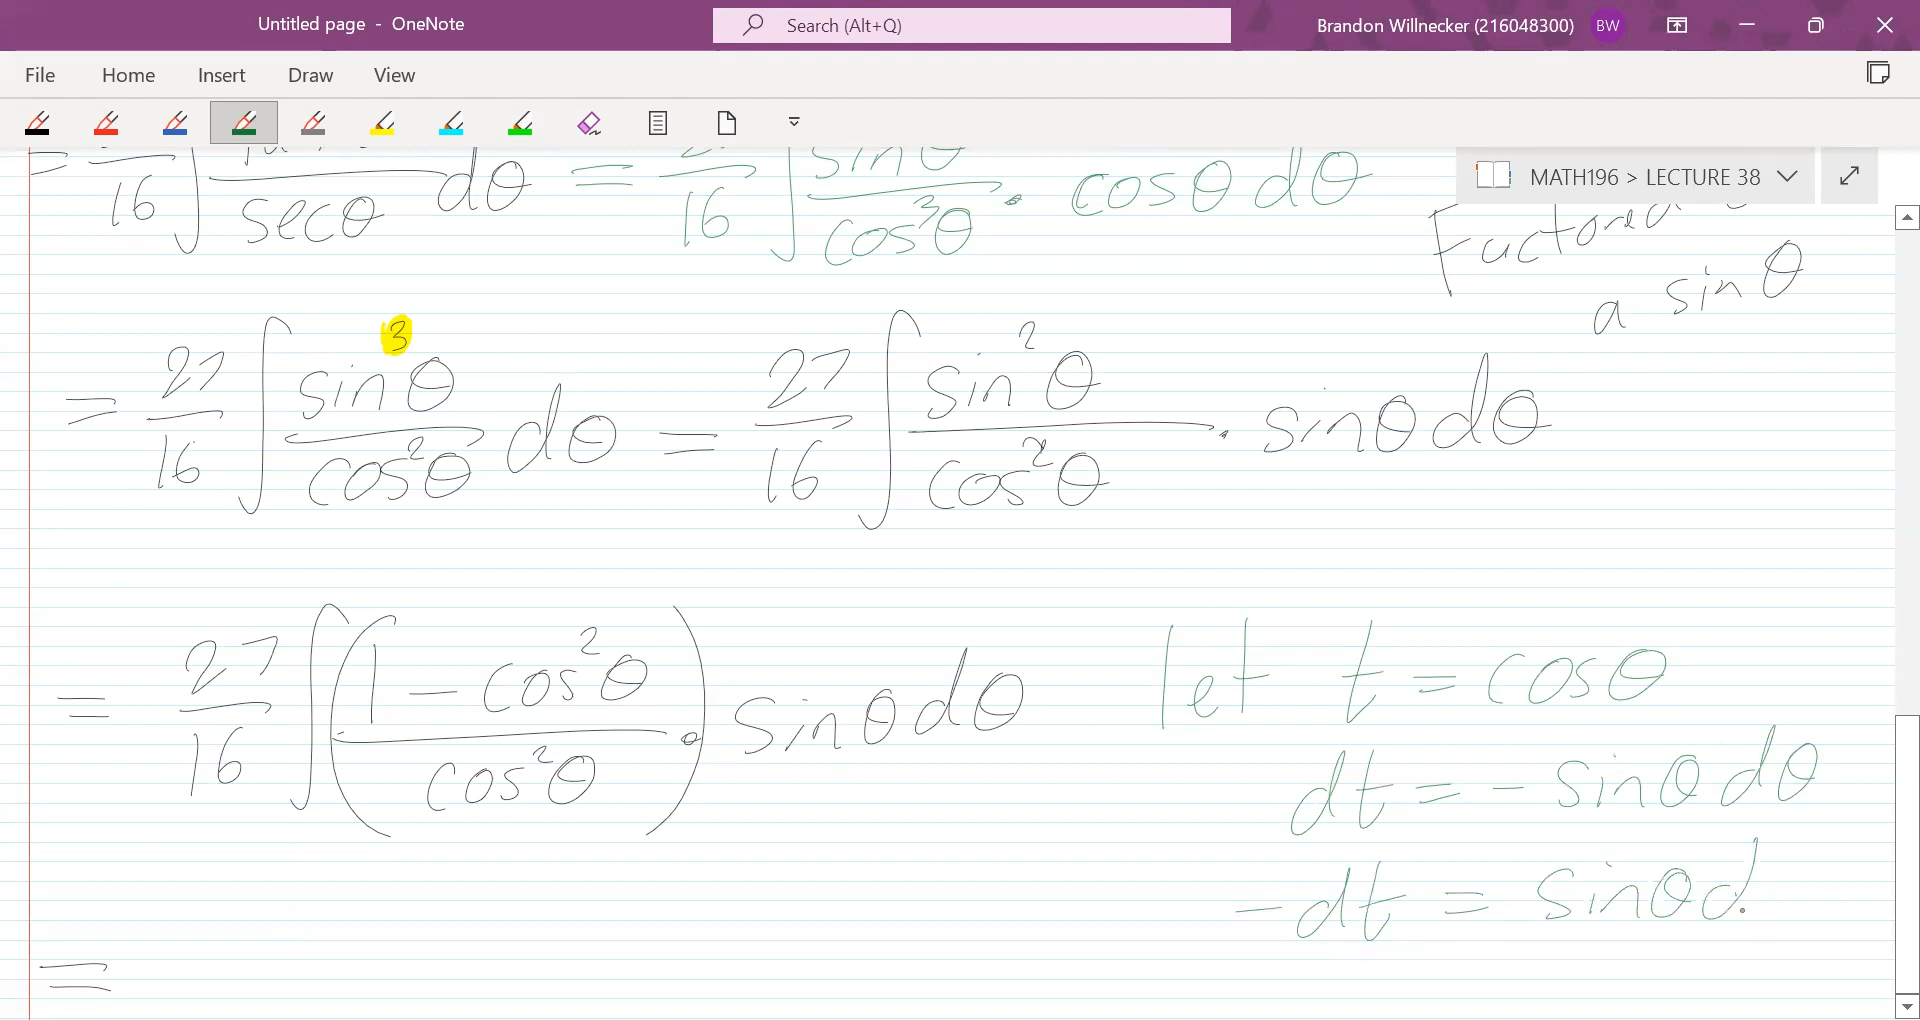 Untitled page - OneNote
Search (Alt+Q)
Brandon Willnecker (216048300) BW
File Home Insert Draw View
MATH196 > LECTURE 38
= /16 ∫ /secθ dθ = /16 ∫ sinθ/cos³θ · cosθ dθ
Factored
a sinθ
= 27/16 ∫ sin³θ/cos²θ dθ = 27/16 ∫ sin²θ/cos²θ · sinθ dθ
= 27/16 ∫ (1 - cos²θ/cos²θ) · sinθ dθ
let t = cosθ
dt = - sinθ dθ
- dt = sinθ d
=